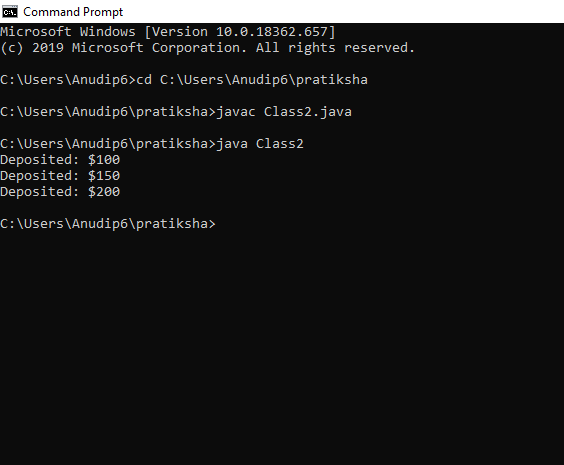 Command Prompt
Microsoft Windows [Version 10.0.18362.657]
(c) 2019 Microsoft Corporation. All rights reserved.
C:\Users\Anudip6>cd C:\Users\Anudip6\pratiksha
C:\Users\Anudip6\pratiksha>javac Class2.java
C:\Users\Anudip6\pratiksha>java Class2
Deposited: $100
Deposited: $150
Deposited: $200
C:\Users\Anudip6\pratiksha>